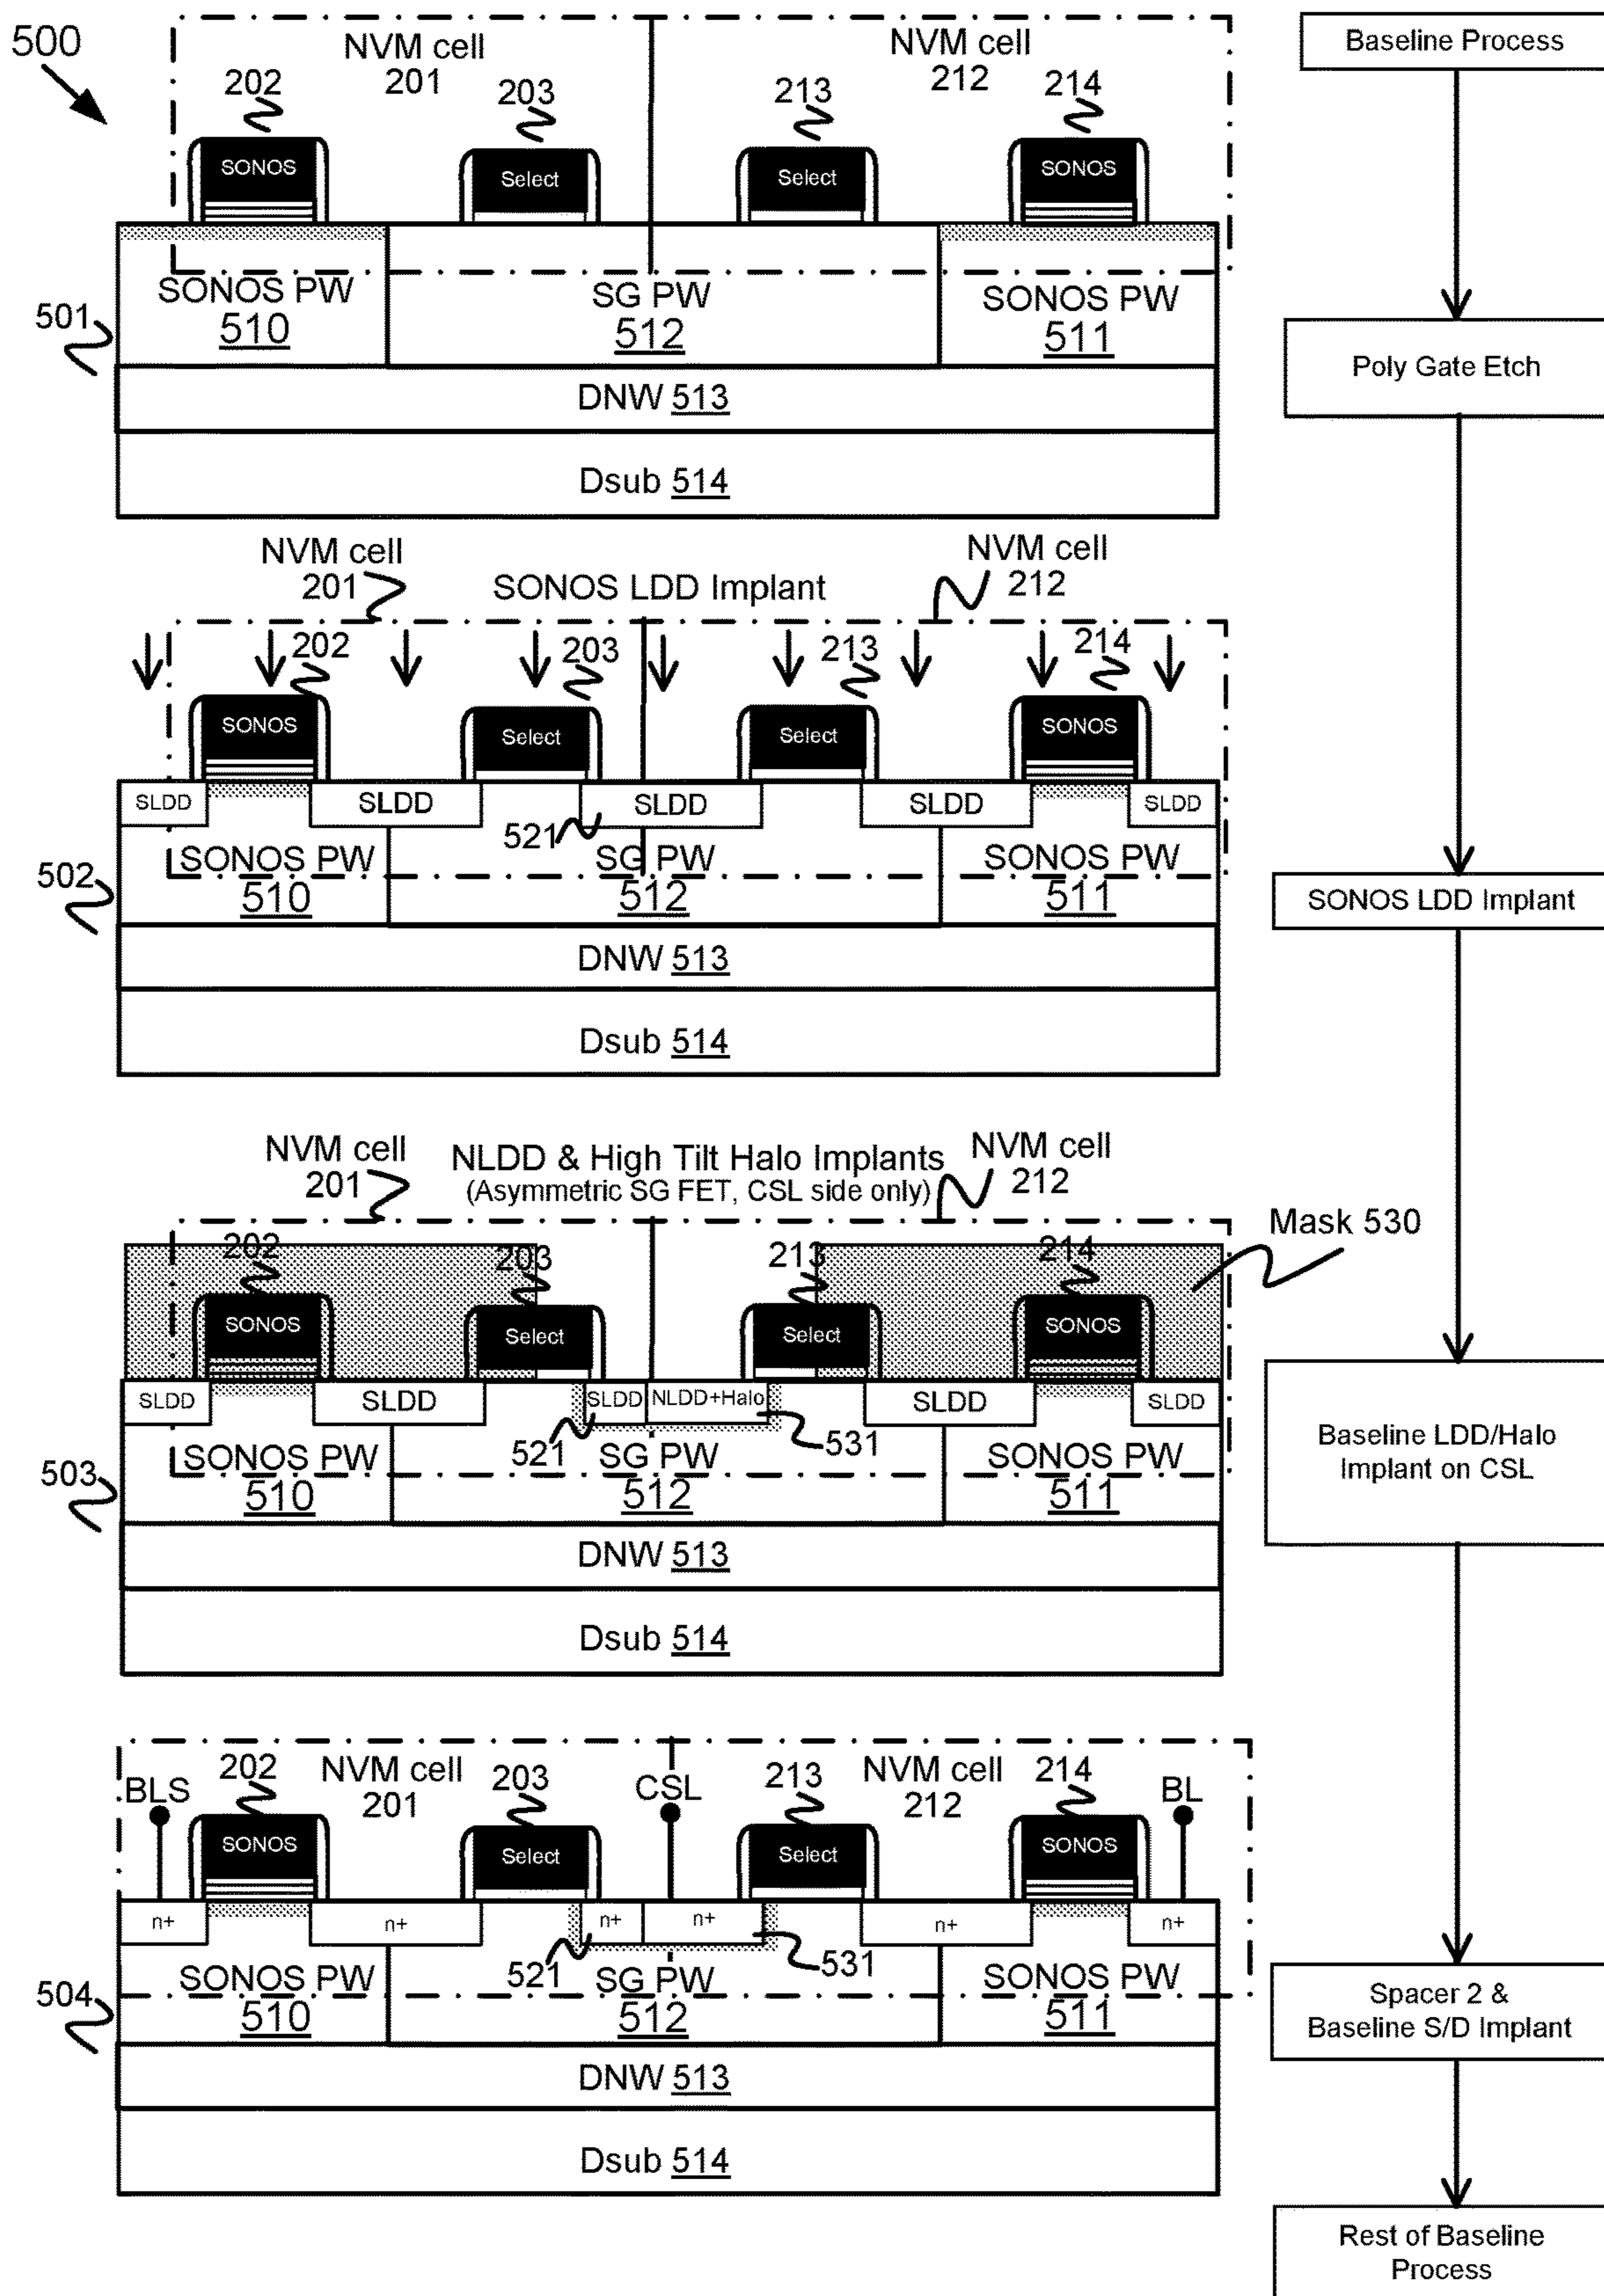 500
NVM cell
201
NVM cell
212
202
203
213
214
SONOS
Select
Select
SONOS
SONOS PW
510
SG PW
512
SONOS PW
511
501
DNW 513
Dsub 514
NVM cell
201
SONOS LDD Implant
NVM cell
212
202
203
213
214
SONOS
Select
Select
SONOS
SLDD
SLDD
SLDD
SLDD
SLDD
521
SONOS PW
510
SG PW
512
SONOS PW
511
502
DNW 513
Dsub 514
NVM cell
201
NLDD & High Tilt Halo Implants
(Asymmetric SG FET, CSL side only)
NVM cell
212
Mask 530
202
203
213
214
SONOS
Select
Select
SONOS
SLDD
SLDD
SLDD
NLDD+Halo
SLDD
SLDD
521
531
SONOS PW
510
SG PW
512
SONOS PW
511
503
DNW 513
Dsub 514
BLS
202
NVM cell
201
203
CSL
213
NVM cell
212
214
BL
SONOS
Select
Select
SONOS
n+
n+
n+
n+
n+
n+
521
531
SONOS PW
510
SG PW
512
SONOS PW
511
504
DNW 513
Dsub 514
Baseline Process
Poly Gate Etch
SONOS LDD Implant
Baseline LDD/Halo
Implant on CSL
Spacer 2 &
Baseline S/D Implant
Rest of Baseline
Process